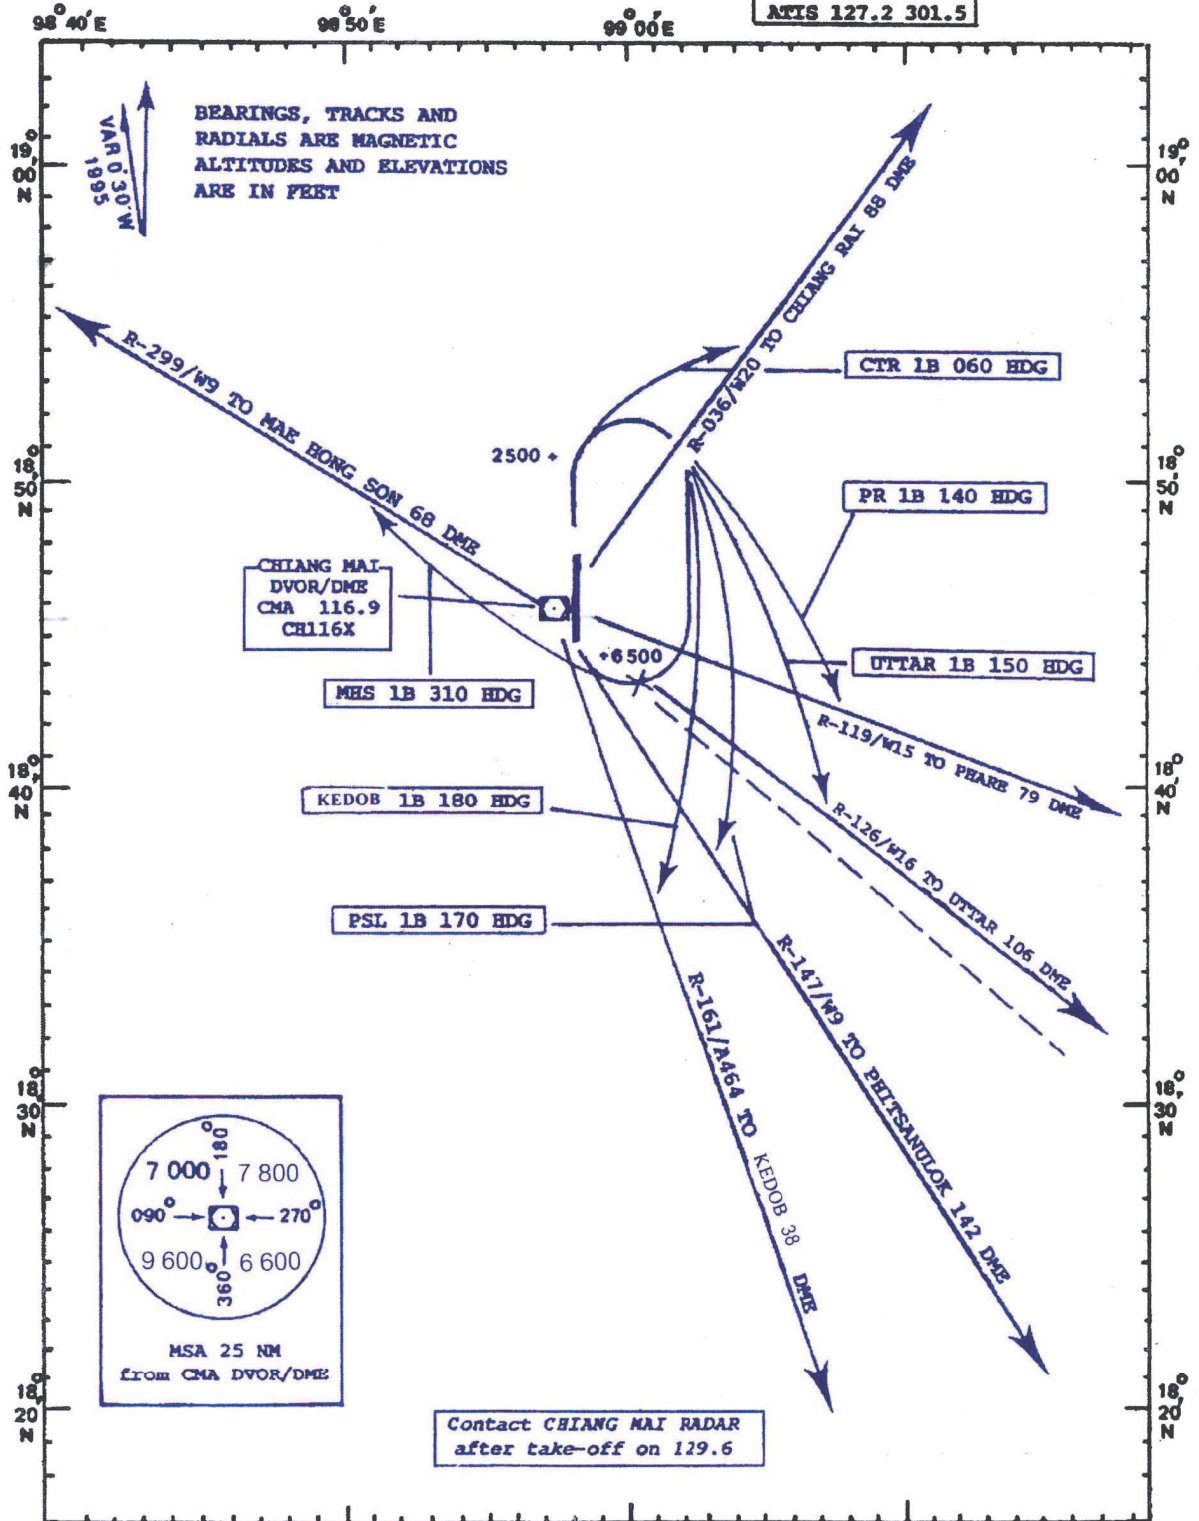 ATIS 127.2 301.5
98° 40' E
98° 50' E
99° 00' E
19° 00' N
19° 00' N
VAR 0°30'W
1995
BEARINGS, TRACKS AND
RADIALS ARE MAGNETIC
ALTITUDES AND ELEVATIONS
ARE IN FEET
R-299/W9 TO MAE HONG SON 68 DME
R-036/W20 TO CHIANG RAI 88 DME
CTR 1B 060 HDG
2500 +
18° 50' N
18° 50' N
PR 1B 140 HDG
CHIANG MAI
DVOR/DME
CMA 116.9
CH116X
+6 500
UTTAR 1B 150 HDG
MHS 1B 310 HDG
R-119/W15 TO PHARE 79 DME
18° 40' N
18° 40' N
KEDOB 1B 180 HDG
R-126/W16 TO UTTAR 106 DME
PSL 1B 170 HDG
R-147/W9 TO PHITSANULOK 142 DME
R-161/A464 TO KEDOB 38 DME
18° 30' N
18° 30' N
180°
7 000
7 800
090°
270°
9 600
6 600
360°
MSA 25 NM
from CMA DVOR/DME
18° 20' N
18° 20' N
Contact CHIANG MAI RADAR
after take-off on 129.6